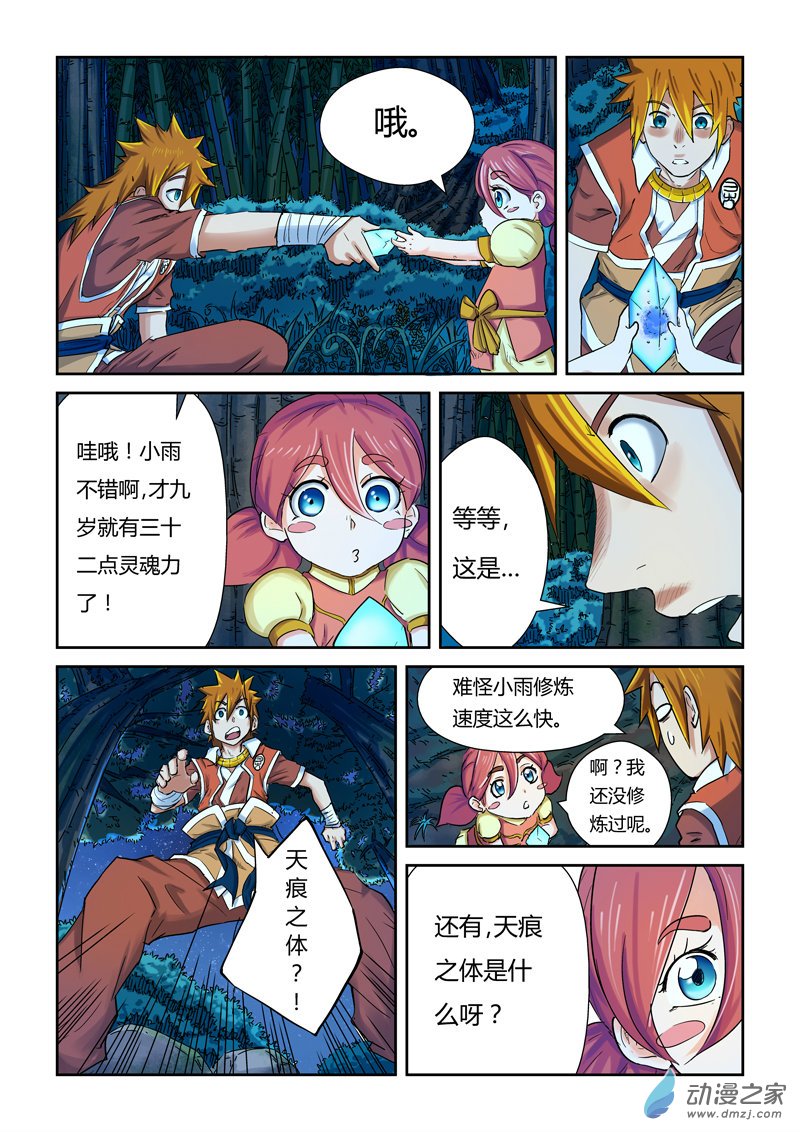 哦。
哇哦！小雨
不错啊，才九
岁就有三十
二点灵魂力
了！
等等，
这是…
天痕之体？！
难怪小雨修炼
速度这么快。
啊？我
还没修
炼过呢。
还有，天痕
之体是什
么呀？
动漫之家
www.dmzj.com